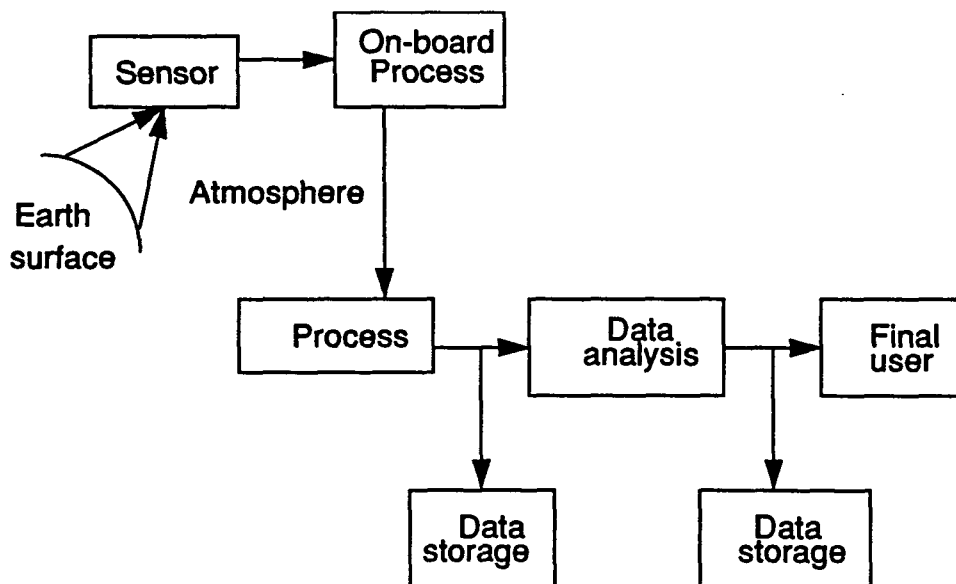 Sensor
On-board
Process
Atmosphere
Earth
surface
Process
Data
analysis
Final
user
Data
storage
Data
storage